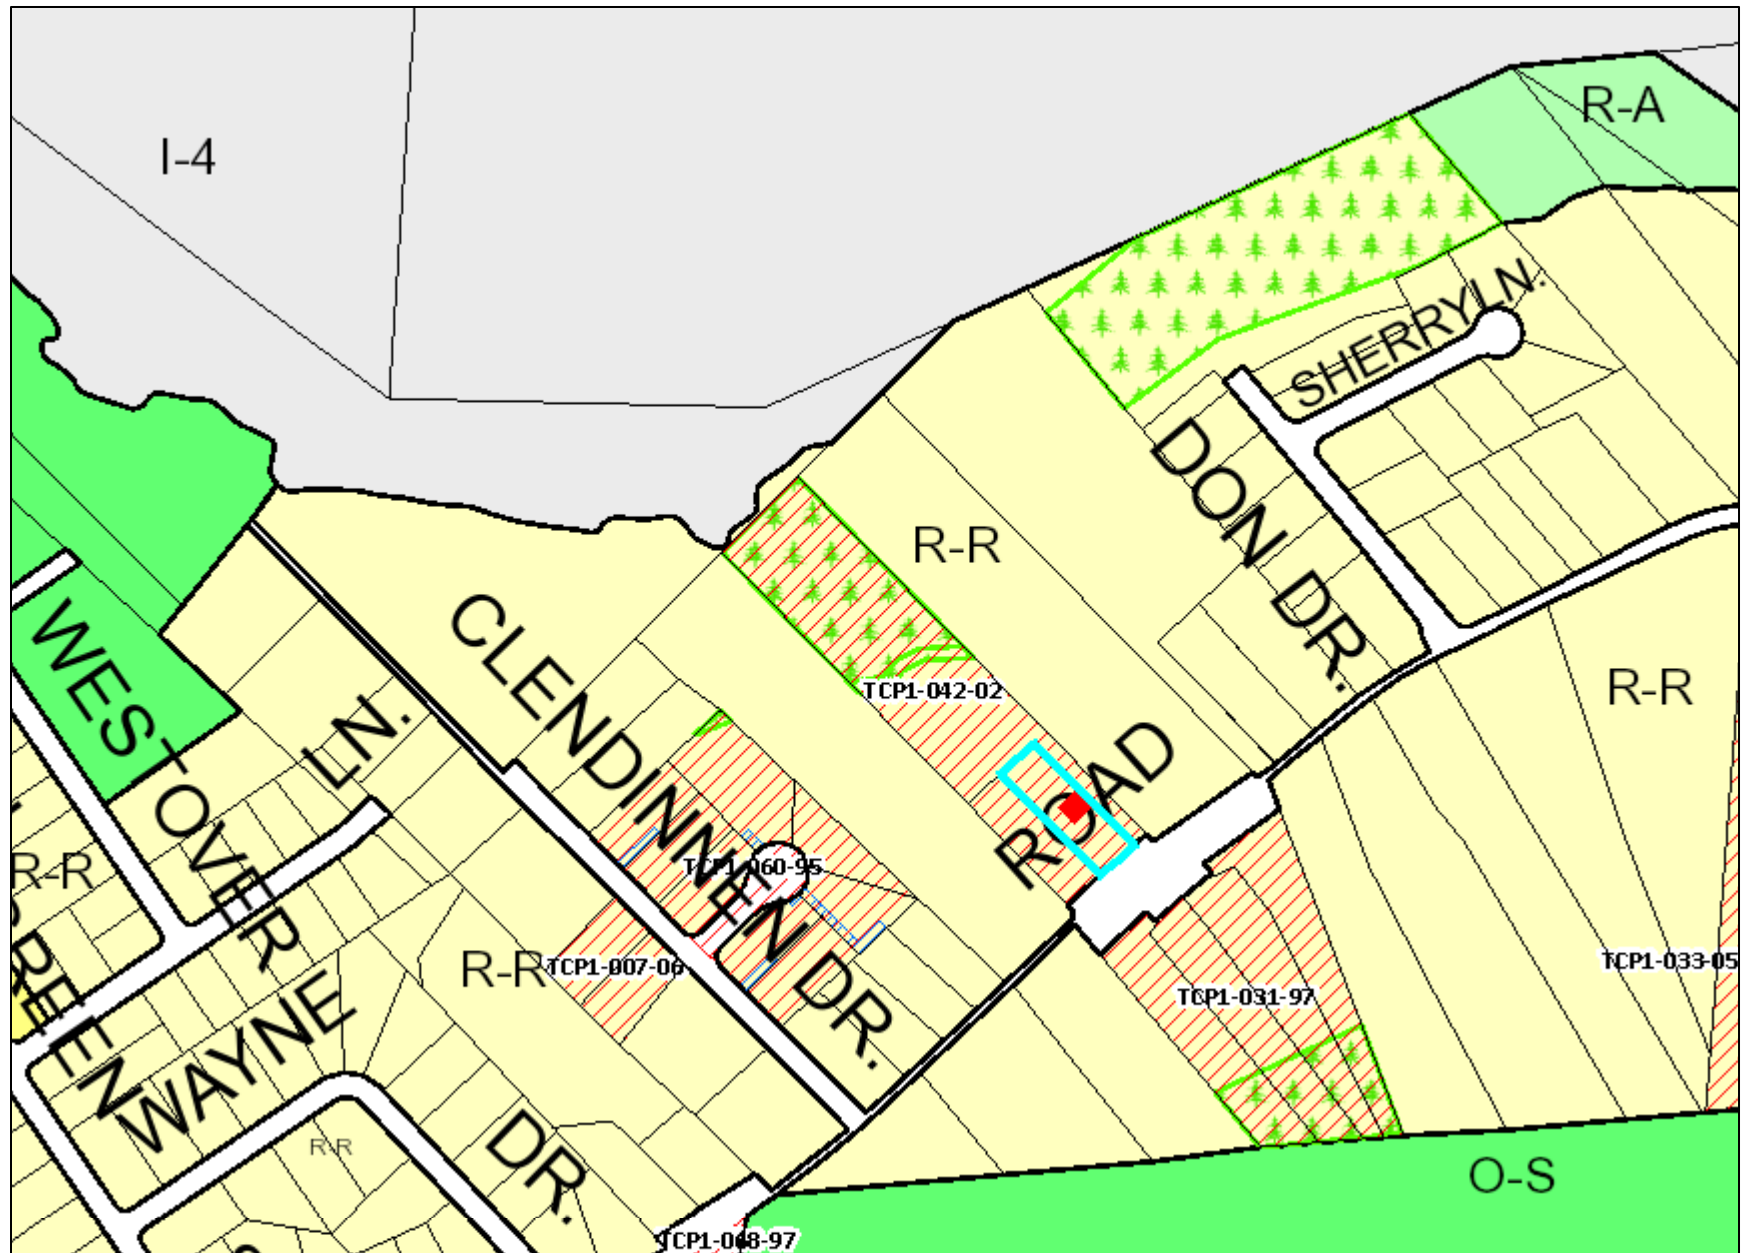 R-A
I-4
SHERRY LN.
DON DR.
R-R
R-R
CLENDINNEN DR.
WESTOVER
LN.
TCP1-042-02
ROAD
TCP1-060-95
R-R
R-R
TCP1-007-06
TCP1-033-05
TCP1-031-97
GREEN
WAYNE DR.
R-R
O-S
TCP1-068-97